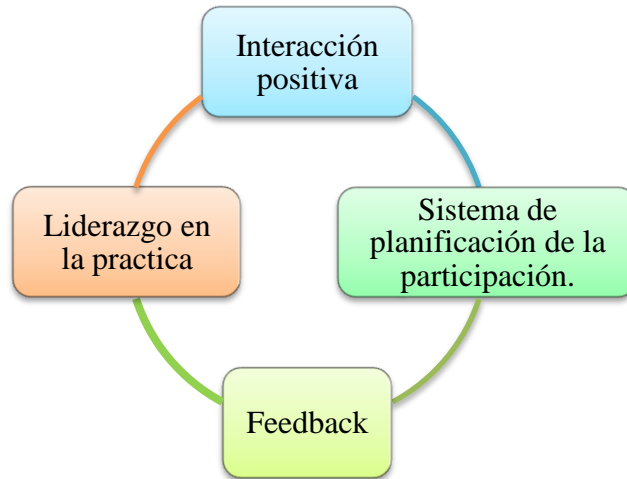 Interacción
positiva
Liderazgo en
la practica
Sistema de
planificación de la
participación.
Feedback